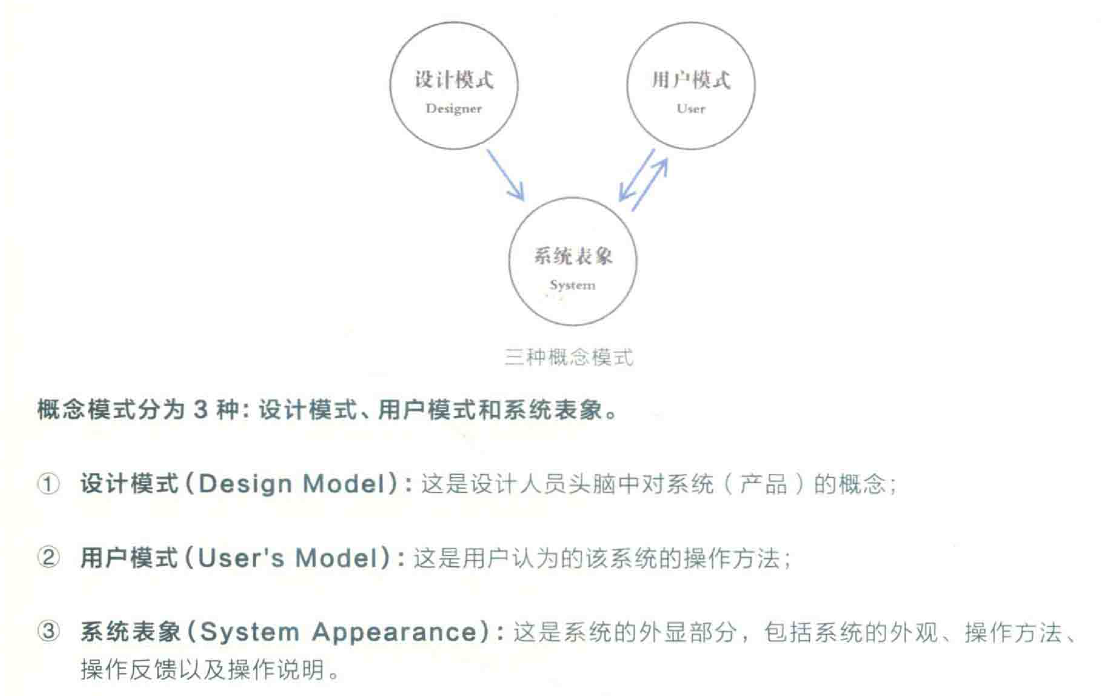 设计模式
Designer
用户模式
User
系统表象
System
三种概念模式
概念模式分为 3 种：设计模式、用户模式和系统表象。
① 设计模式（Design Model）：这是设计人员头脑中对系统（产品）的概念；
② 用户模式（User's Model）：这是用户认为的该系统的操作方法；
③ 系统表象（System Appearance）：这是系统的外显部分，包括系统的外观、操作方法、
操作反馈以及操作说明。